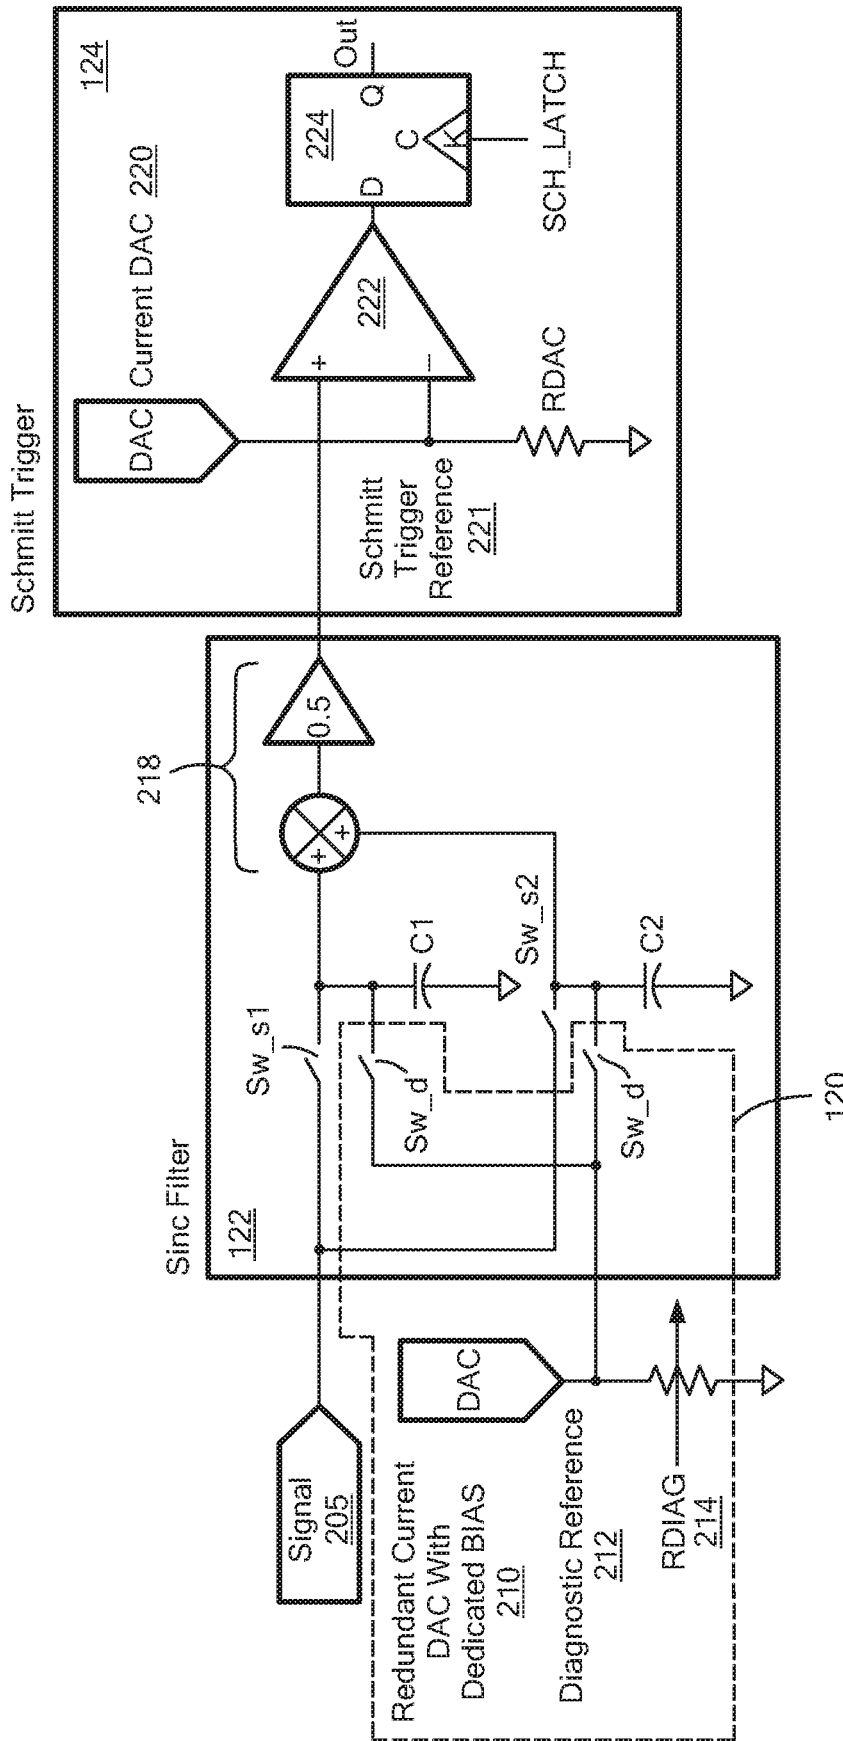 Schmitt Trigger
124
DAC
Current DAC 220
Schmitt
Trigger
Reference
221
RDAC
+
−
222
D
224
Q
C
K
Out
SCH_LATCH
Sinc Filter
122
218
0.5
+
+
Sw_s1
Sw_d
C1
Sw_s2
Sw_d
C2
120
Signal
205
DAC
Redundant Current
DAC With
Dedicated BIAS
210
Diagnostic Reference
212
RDIAG
214